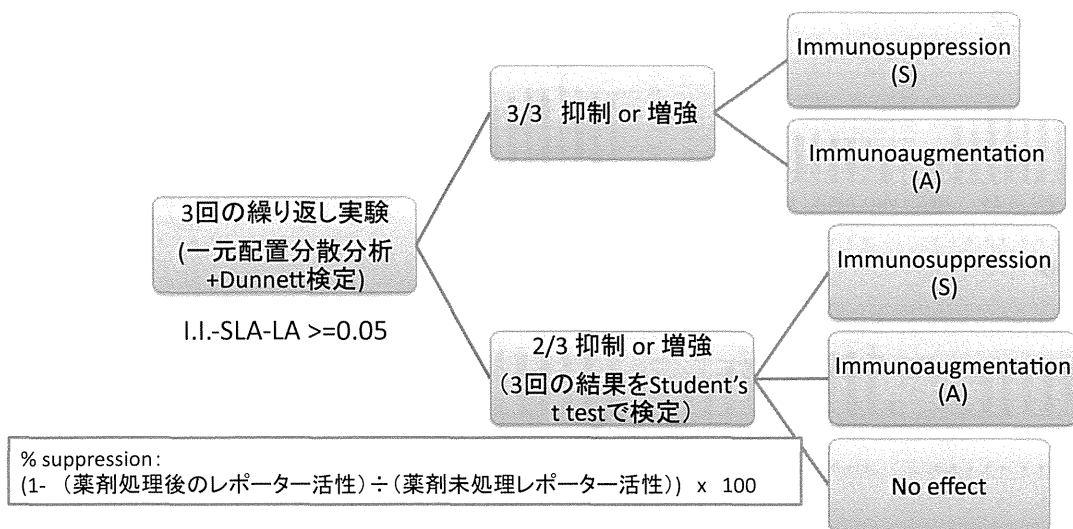 3回の繰り返し実験
(一元配置分散分析
+Dunnett検定)
I.I.-SLA-LA >=0.05
3/3 抑制 or 増強
Immunosuppression
(S)
Immunoaugmentation
(A)
2/3 抑制 or 増強
（3回の結果をStudent's
t testで検定）
Immunosuppression
(S)
Immunoaugmentation
(A)
No effect
% suppression：
(1- （薬剤処理後のレポーター活性）÷（薬剤未処理レポーター活性）) x 100